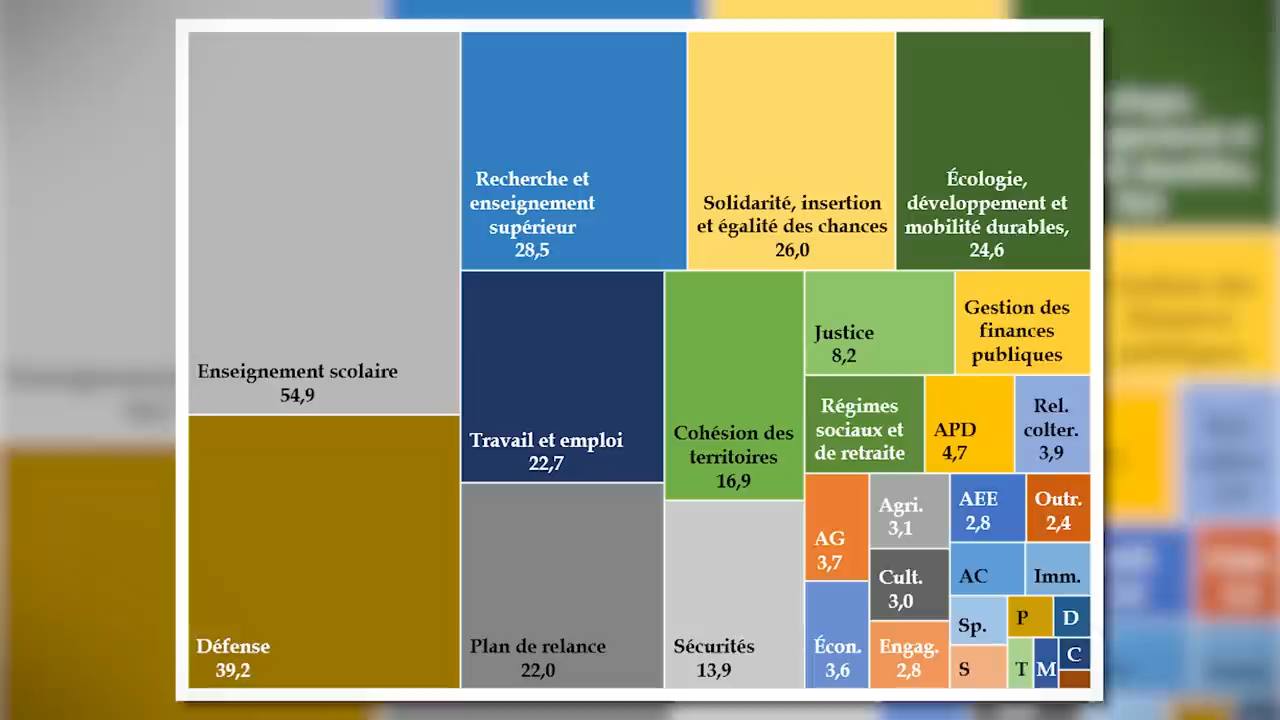 Enseignement scolaire
54,9
Défense
39,2
Recherche et
enseignement
supérieur
28,5
Solidarité, insertion
et égalité des chances
26,0
Écologie,
développement et
mobilité durables,
24,6
Travail et emploi
22,7
Plan de relance
22,0
Cohésion des
territoires
16,9
Sécurités
13,9
Justice
8,2
Gestion des
finances
publiques
Régimes
sociaux et
de retraite
APD
4,7
Rel.
colter.
3,9
AG
3,7
Écon.
3,6
Agri.
3,1
Cult.
3,0
Engag.
2,8
AEE
2,8
Outr.
2,4
AC
Imm.
Sp.
P
D
S
T
M
C